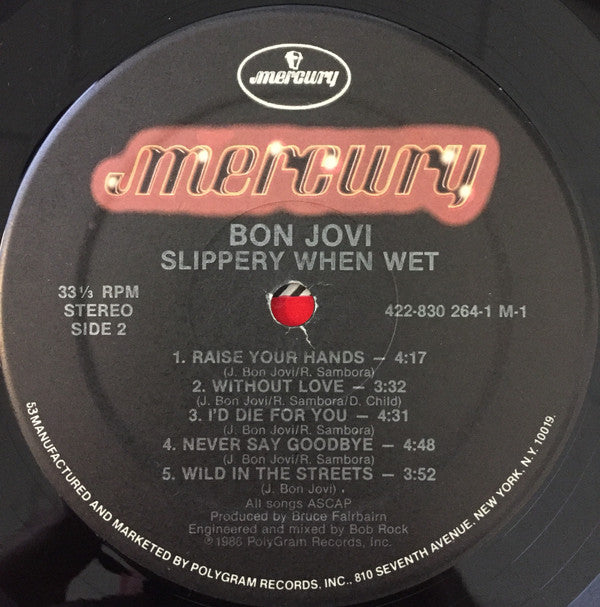 mercury
mercury
BON JOVI
SLIPPERY WHEN WET
33 1/3 RPM
STEREO
SIDE 2
422-830 264-1 M-1
1. RAISE YOUR HANDS — 4:17
(J. Bon Jovi/R. Sambora)
2. WITHOUT LOVE — 3:32
(J. Bon Jovi/R. Sambora/D. Child)
3. I'D DIE FOR YOU — 4:31
(J. Bon Jovi/R. Sambora)
4. NEVER SAY GOODBYE — 4:48
(J. Bon Jovi/R. Sambora)
5. WILD IN THE STREETS — 3:52
(J. Bon Jovi)
All songs ASCAP
Produced by Bruce Fairbairn
Engineered and mixed by Bob Rock
©1986 PolyGram Records, Inc.
53 MANUFACTURED AND MARKETED BY POLYGRAM RECORDS, INC., 810 SEVENTH AVENUE, NEW YORK, N.Y. 10019.